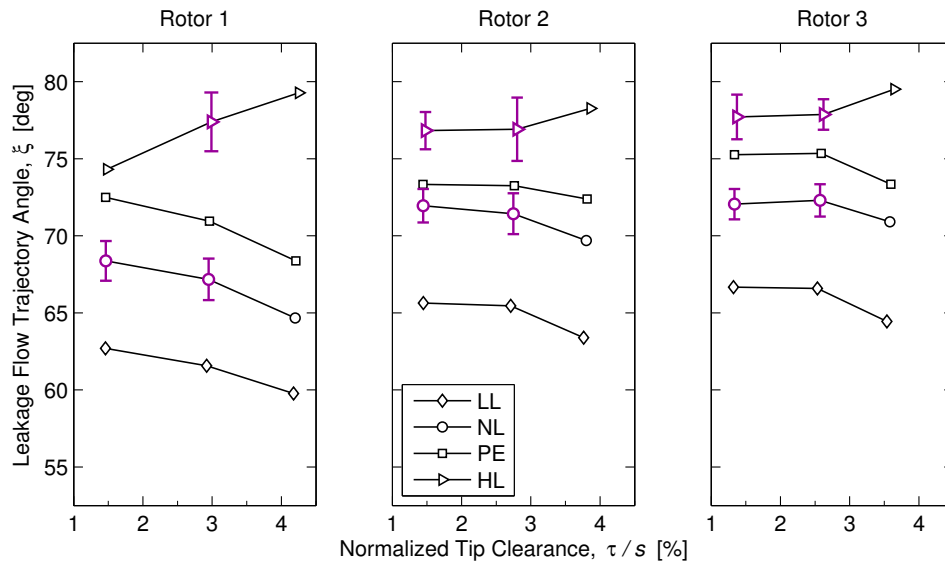 Rotor 1
Rotor 2
Rotor 3
Leakage Flow Trajectory Angle, ξ [deg]
80
75
70
65
60
55
LL
NL
PE
HL
1 2 3 4
1 2 3 4
1 2 3 4
Normalized Tip Clearance, τ/s [%]